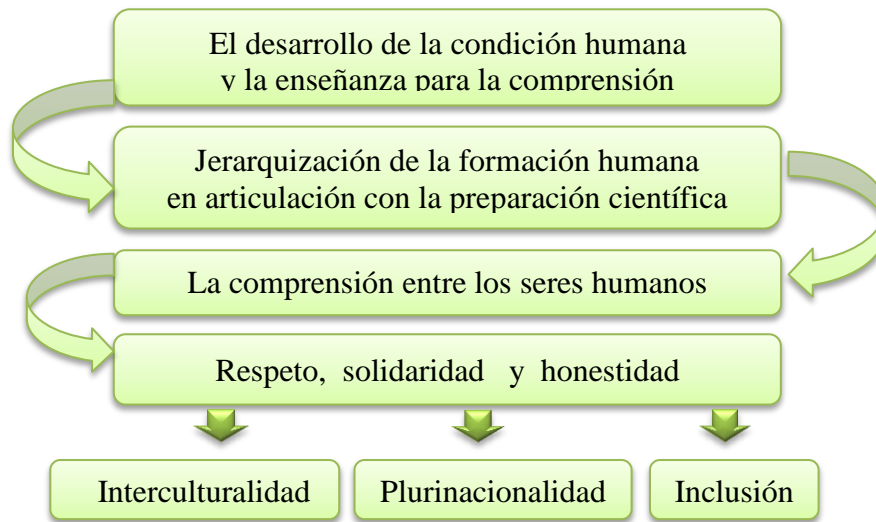 El desarrollo de la condición humana
y la enseñanza para la comprensión
Jerarquización de la formación humana
en articulación con la preparación científica
La comprensión entre los seres humanos
Respeto, solidaridad y honestidad
Interculturalidad
Plurinacionalidad
Inclusión